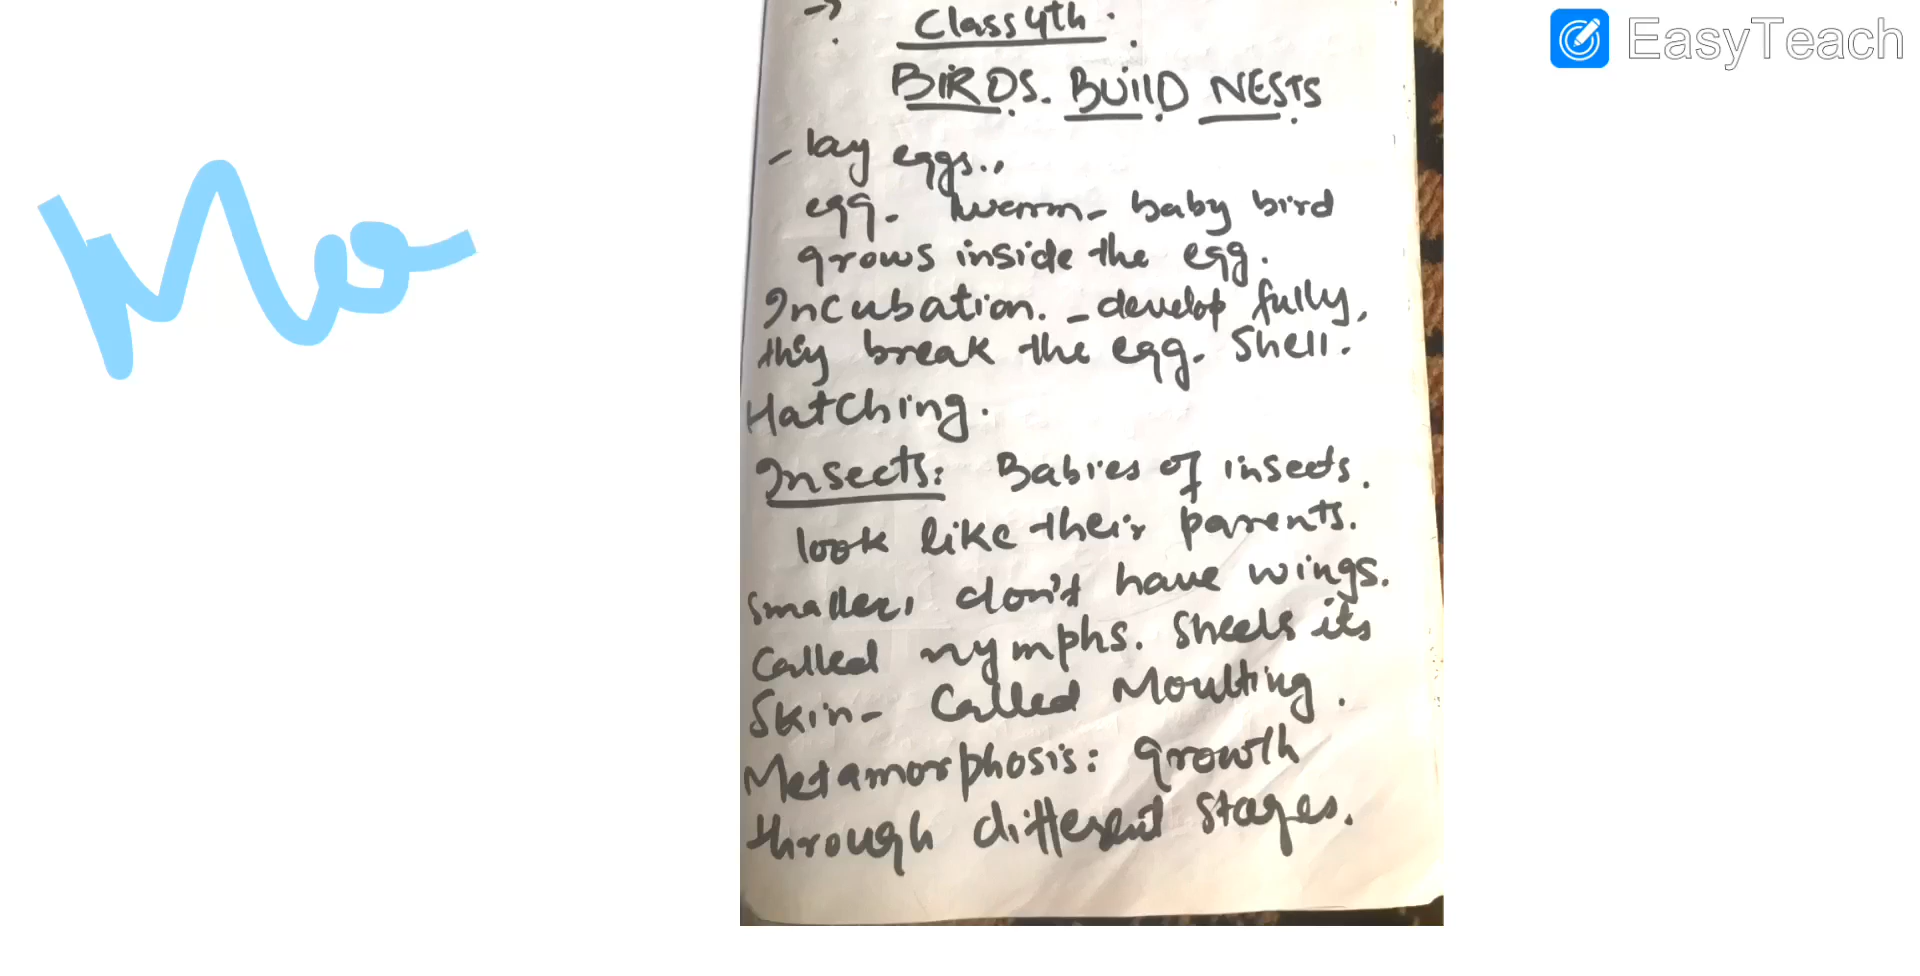 EasyTeach
Class 4th.
BIRDS. BUILD NESTS
- lay eggs..
egg. warm- baby bird
grows inside the egg.
Incubation. - develop fully,
they break the egg. Shell.
Hatching.
Insects: Babies of insects.
look like their parents.
smaller, don't have wings.
Called nymphs. Sheds its
Skin- Called Moulting.
Metamorphosis: growth
through different stages.